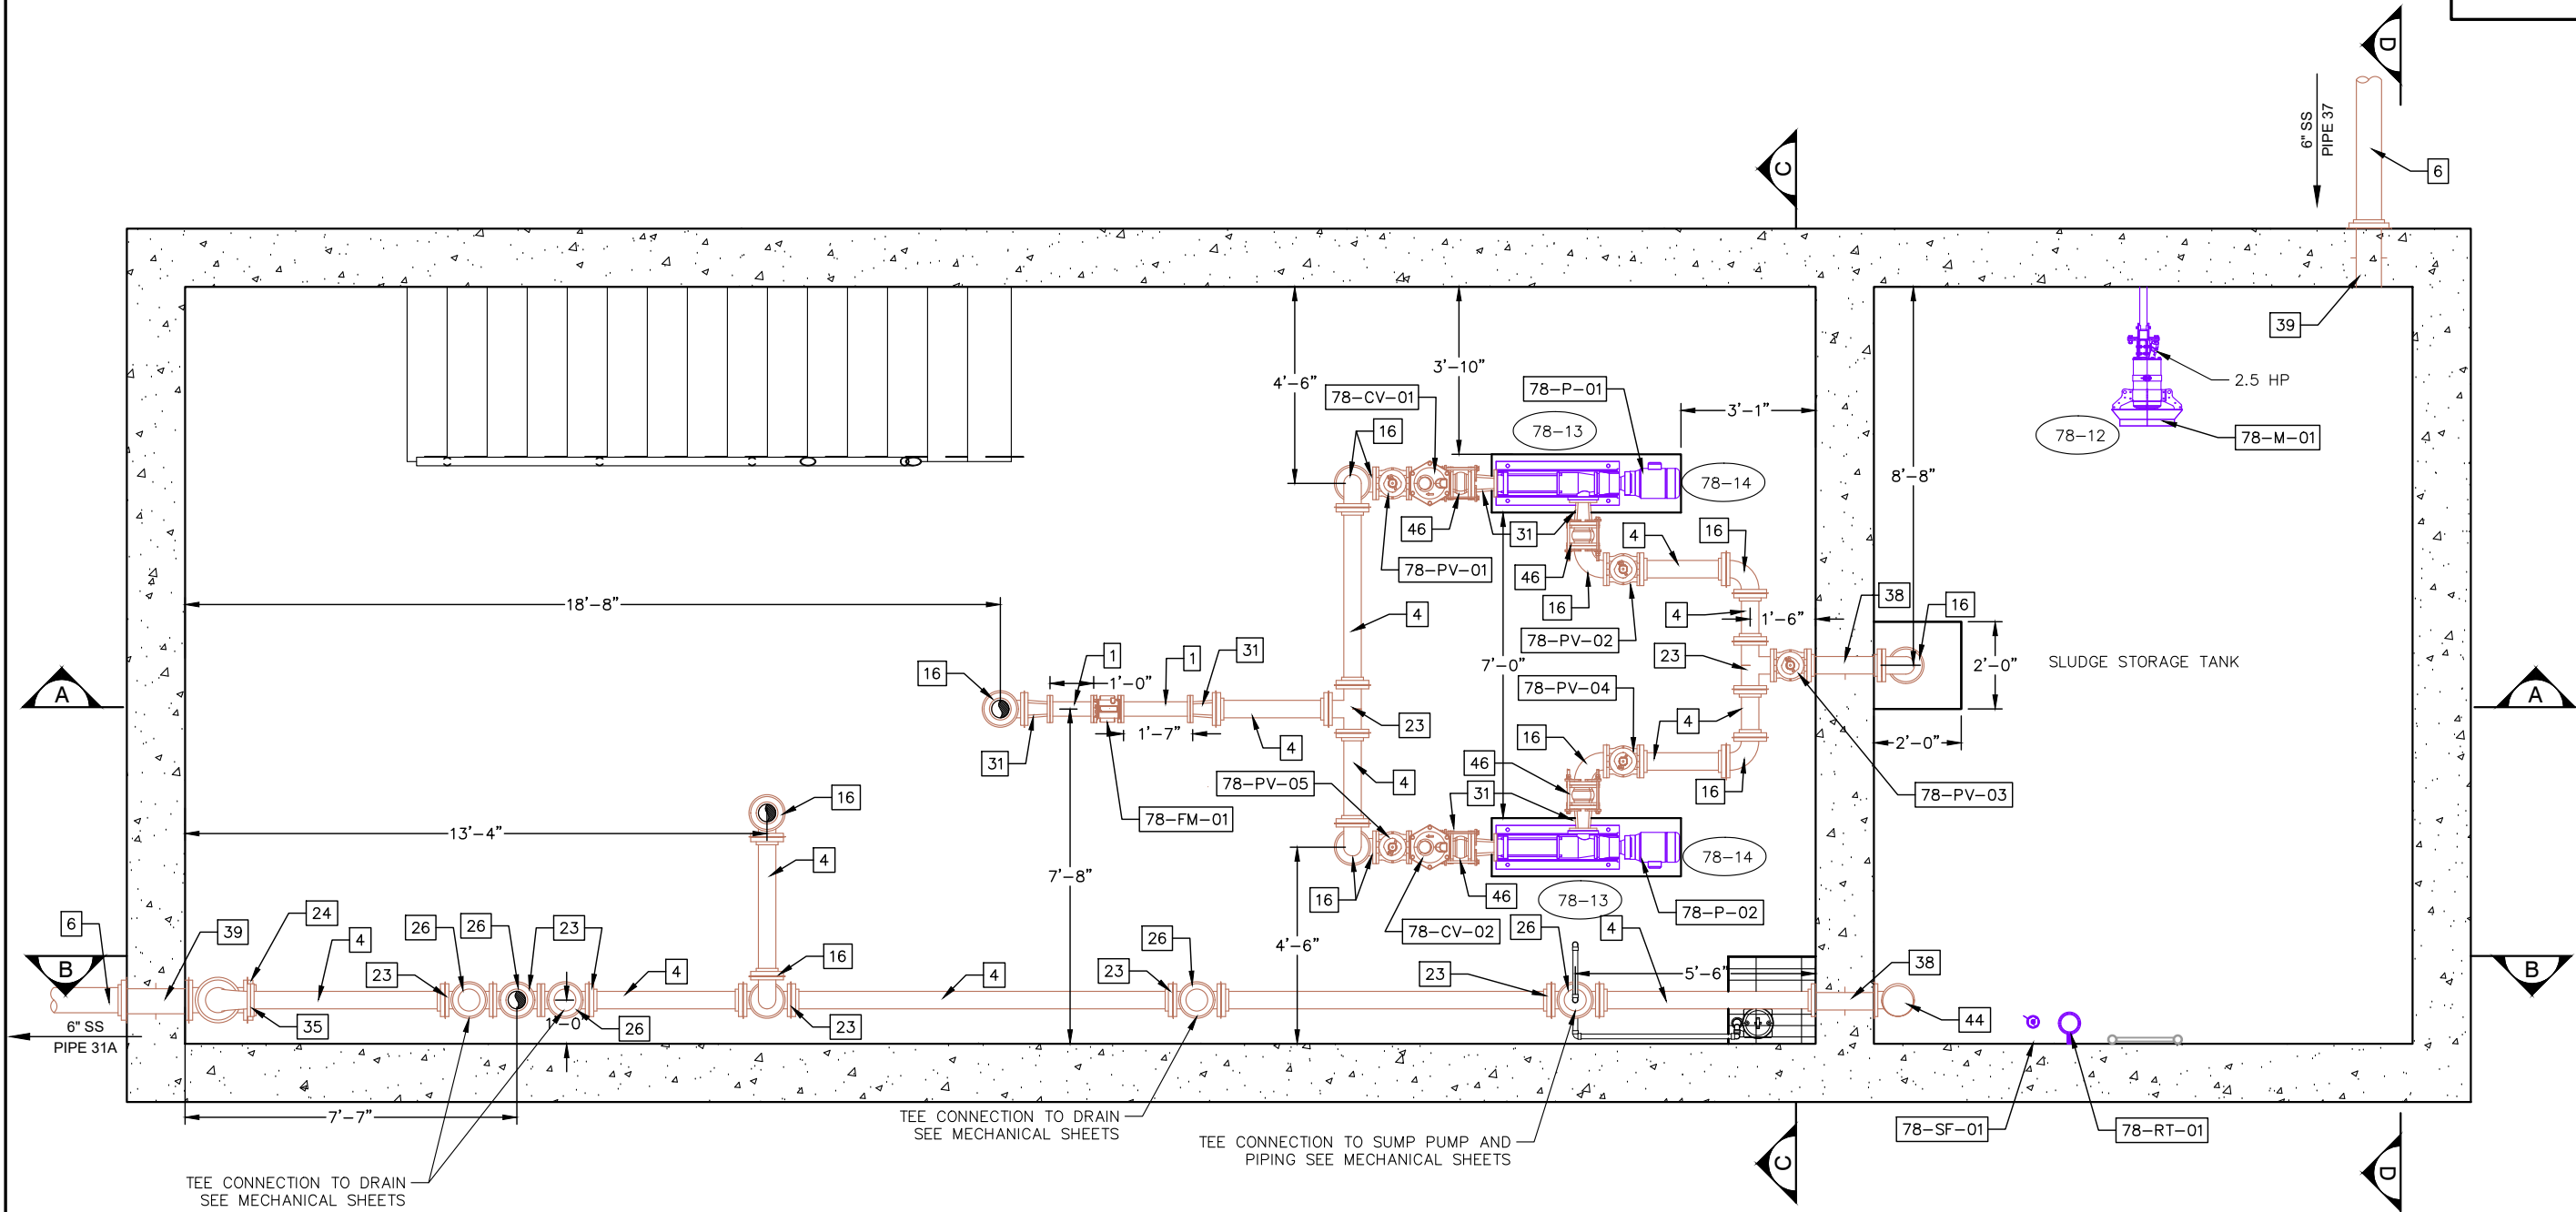 D
6" SS
PIPE 37
C
6
39
3'-10"
4'-6"
78-CV-01
78-P-01
3'-1"
2.5 HP
16
78-13
78-12
78-M-01
8'-8"
78-14
46
31
4
16
78-PV-01
46
16
38
16
18'-8"
4
4
1'-6"
78-PV-02
1
1
31
23
7'-0"
2'-0"
SLUDGE STORAGE TANK
16
1'-0"
78-PV-04
A
A
23
4
1'-7"
4
16
2'-0"
31
46
4
78-PV-05
31
16
78-PV-03
16
78-FM-01
13'-4"
4
7'-8"
78-14
16
46
78-13
78-P-02
6
39
24
4
26
26
23
78-CV-02
26
4
4'-6"
26
B
23
4
16
4
23
23
5'-6"
38
B
35
1'-0"
26
23
44
6" SS
PIPE 31A
7'-7"
TEE CONNECTION TO DRAIN
SEE MECHANICAL SHEETS
TEE CONNECTION TO SUMP PUMP AND
PIPING SEE MECHANICAL SHEETS
78-SF-01
78-RT-01
C
D
TEE CONNECTION TO DRAIN
SEE MECHANICAL SHEETS